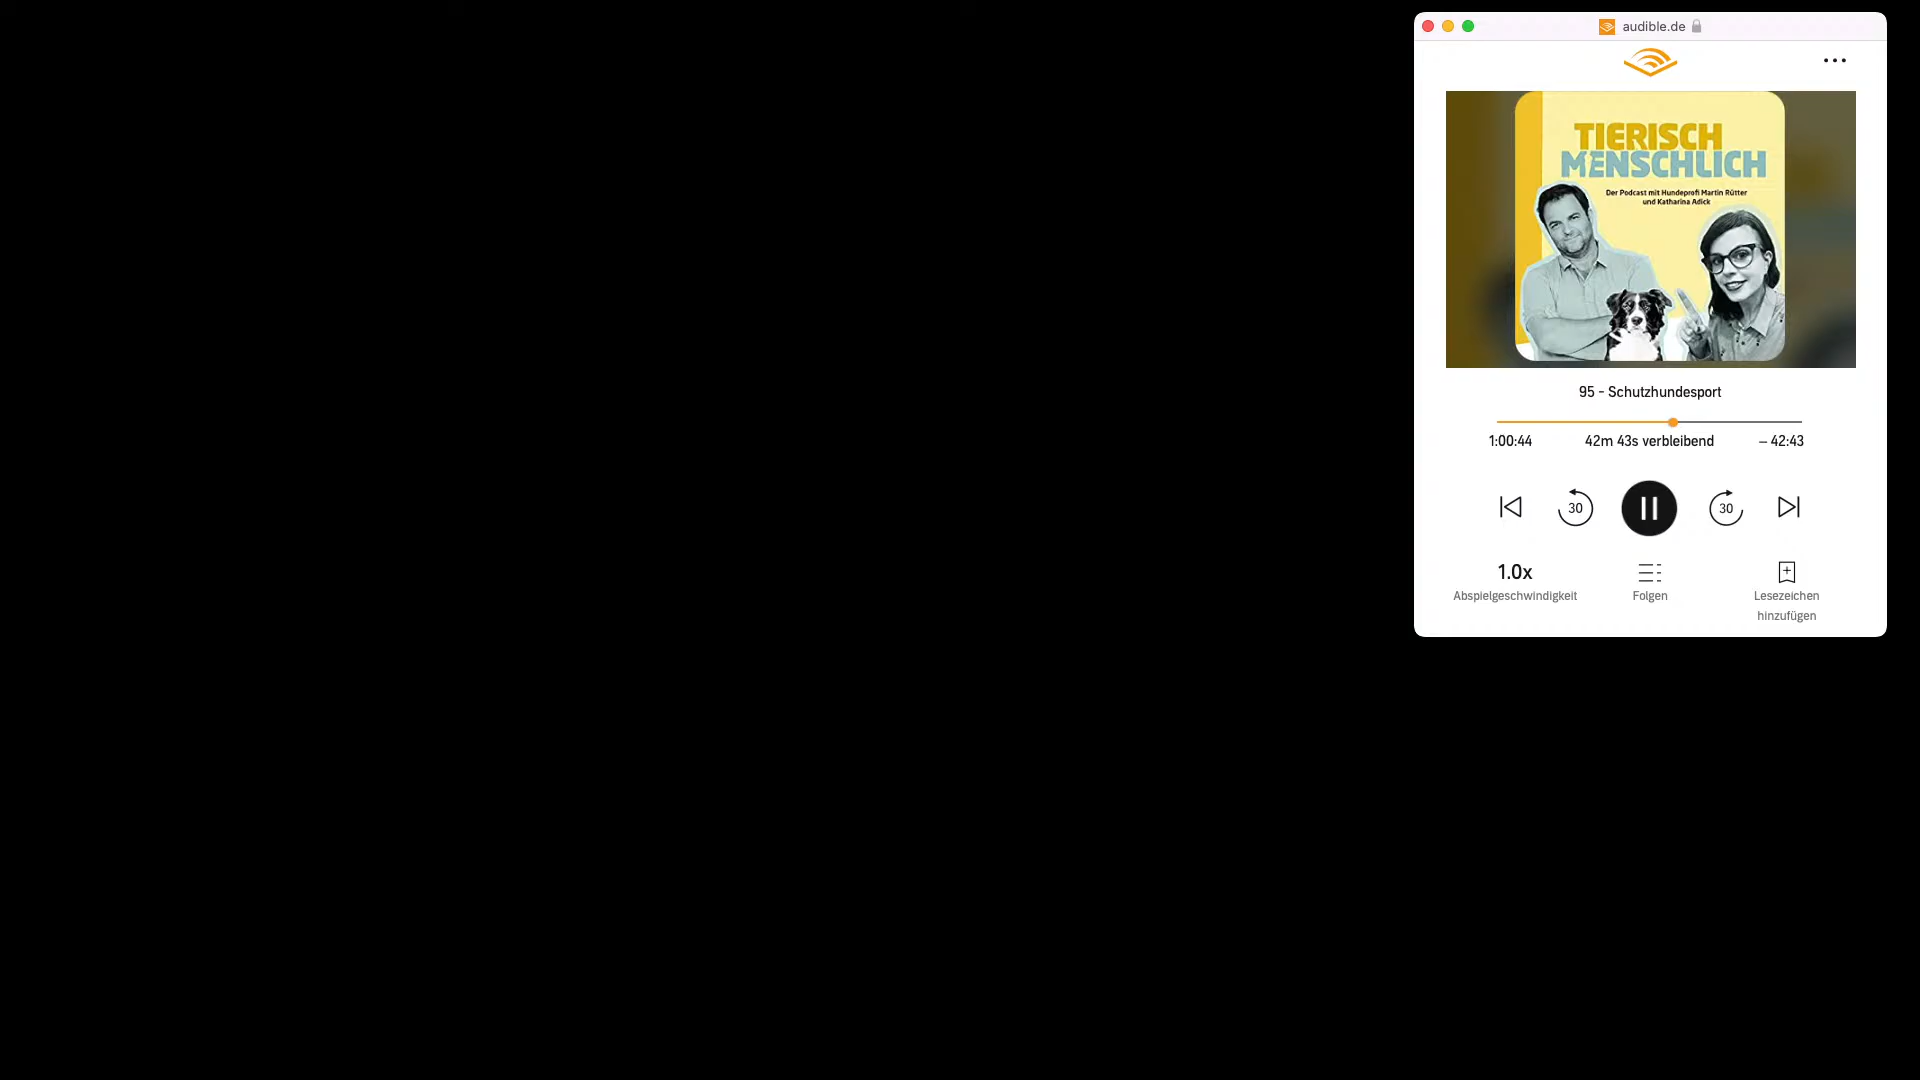 audible.de
TIERISCH
MENSCHLICH
Der Podcast mit Hundeprofi Martin Rütter
und Katharina Adick
95 - Schutzhundesport
1:00:44 42m 43s verbleibend – 42:43
30 30
1.0x
Abspielgeschwindigkeit Folgen Lesezeichen
hinzufügen